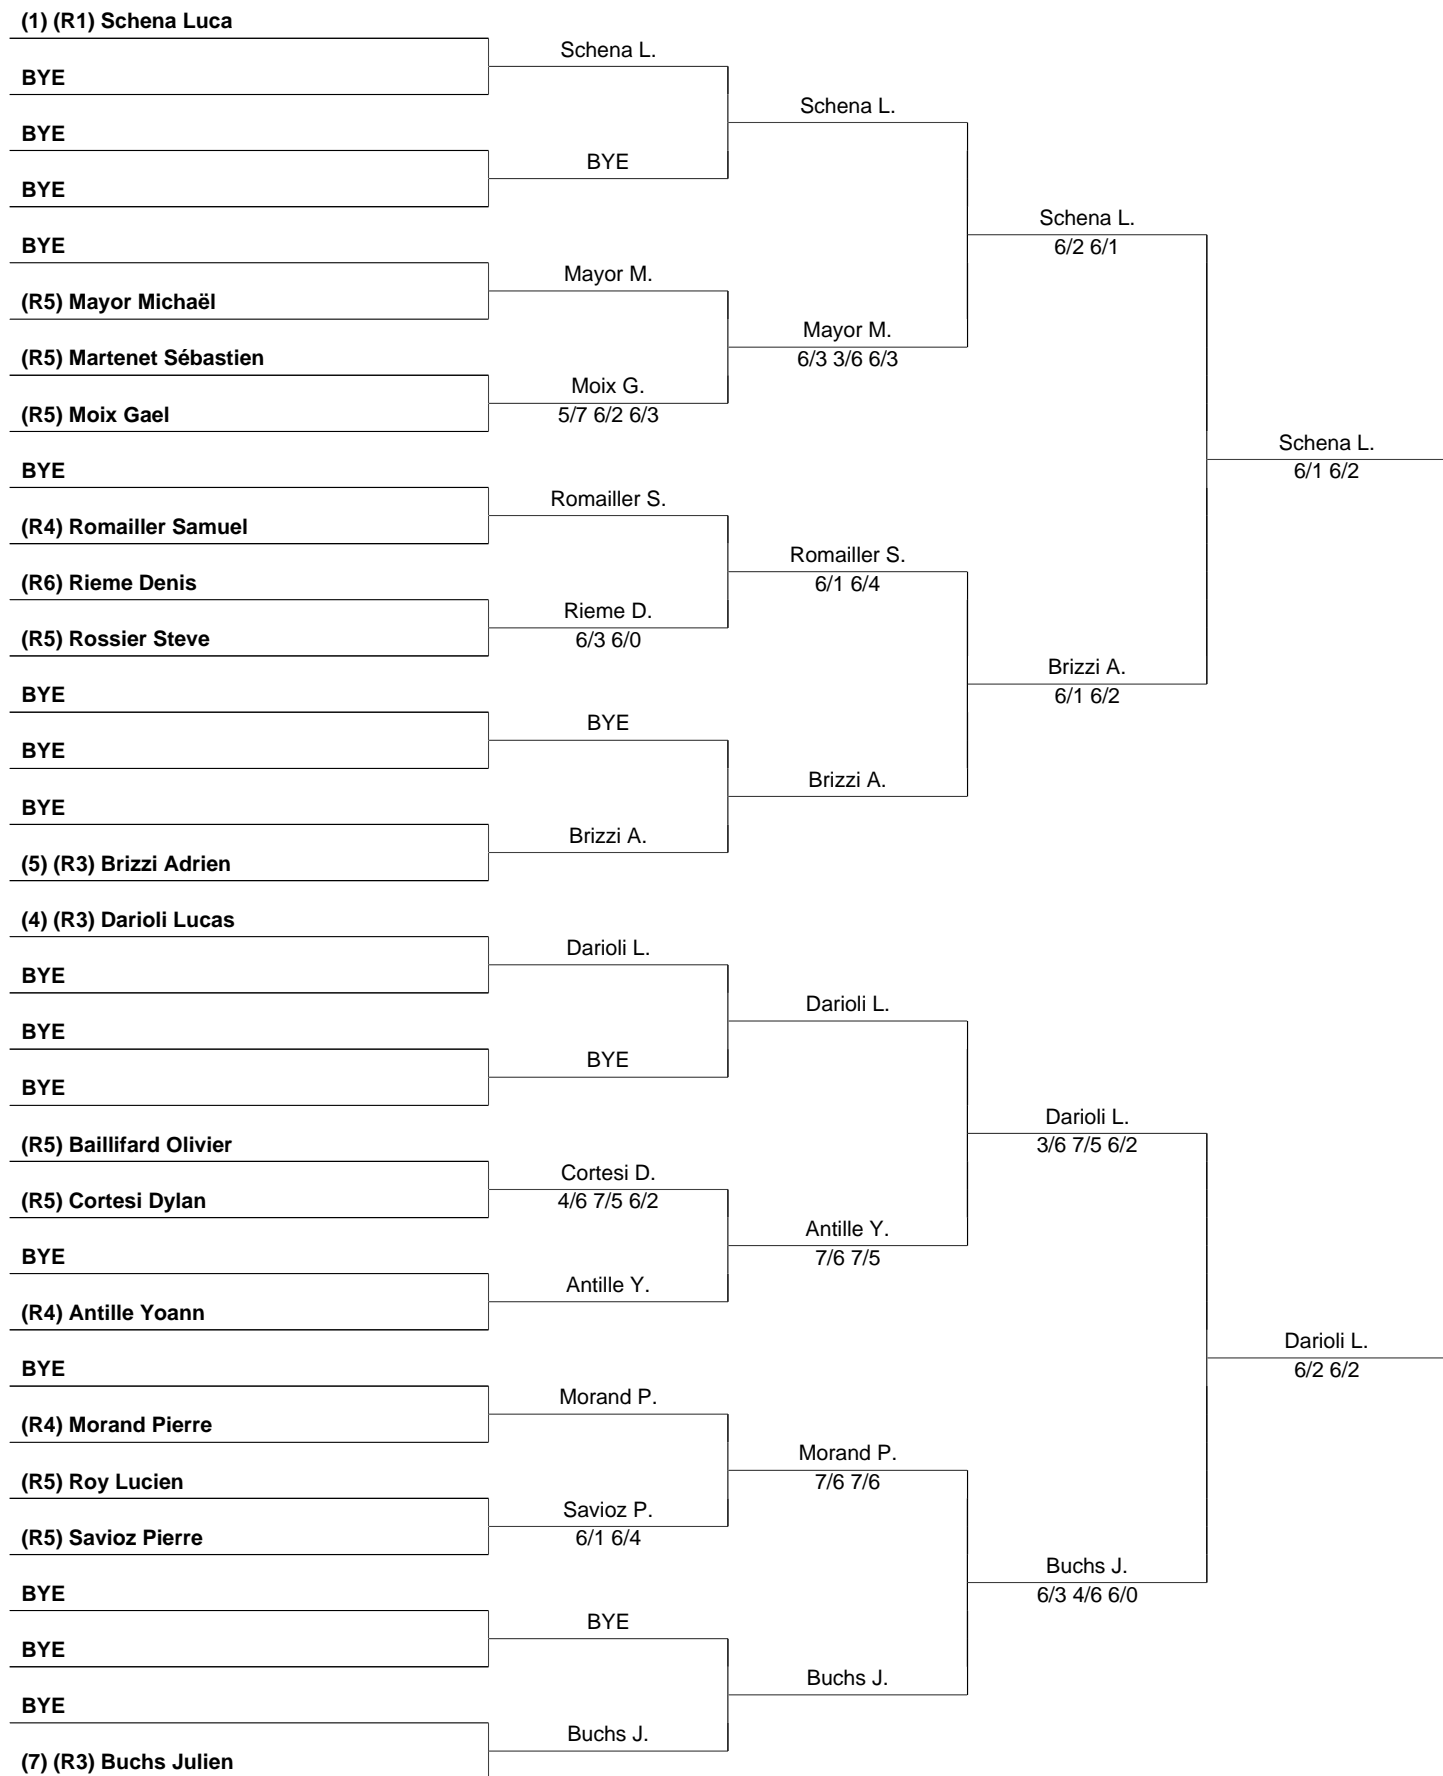 (1) (R1) Schena Luca
BYE
BYE
BYE
BYE
(R5) Mayor Michaël
(R5) Martenet Sébastien
(R5) Moix Gael
BYE
(R4) Romailler Samuel
(R6) Rieme Denis
(R5) Rossier Steve
BYE
BYE
BYE
(5) (R3) Brizzi Adrien
(4) (R3) Darioli Lucas
BYE
BYE
BYE
(R5) Baillifard Olivier
(R5) Cortesi Dylan
BYE
(R4) Antille Yoann
BYE
(R4) Morand Pierre
(R5) Roy Lucien
(R5) Savioz Pierre
BYE
BYE
BYE
(7) (R3) Buchs Julien
Schena L.
BYE
Mayor M.
Moix G.
5/7 6/2 6/3
Romailler S.
Rieme D.
6/3 6/0
BYE
Brizzi A.
Darioli L.
BYE
Cortesi D.
4/6 7/5 6/2
Antille Y.
Morand P.
Savioz P.
6/1 6/4
BYE
Buchs J.
Schena L.
Mayor M.
6/3 3/6 6/3
Romailler S.
6/1 6/4
Brizzi A.
Darioli L.
Antille Y.
7/6 7/5
Morand P.
7/6 7/6
Buchs J.
Schena L.
6/2 6/1
Brizzi A.
6/1 6/2
Darioli L.
3/6 7/5 6/2
Buchs J.
6/3 4/6 6/0
Schena L.
6/1 6/2
Darioli L.
6/2 6/2